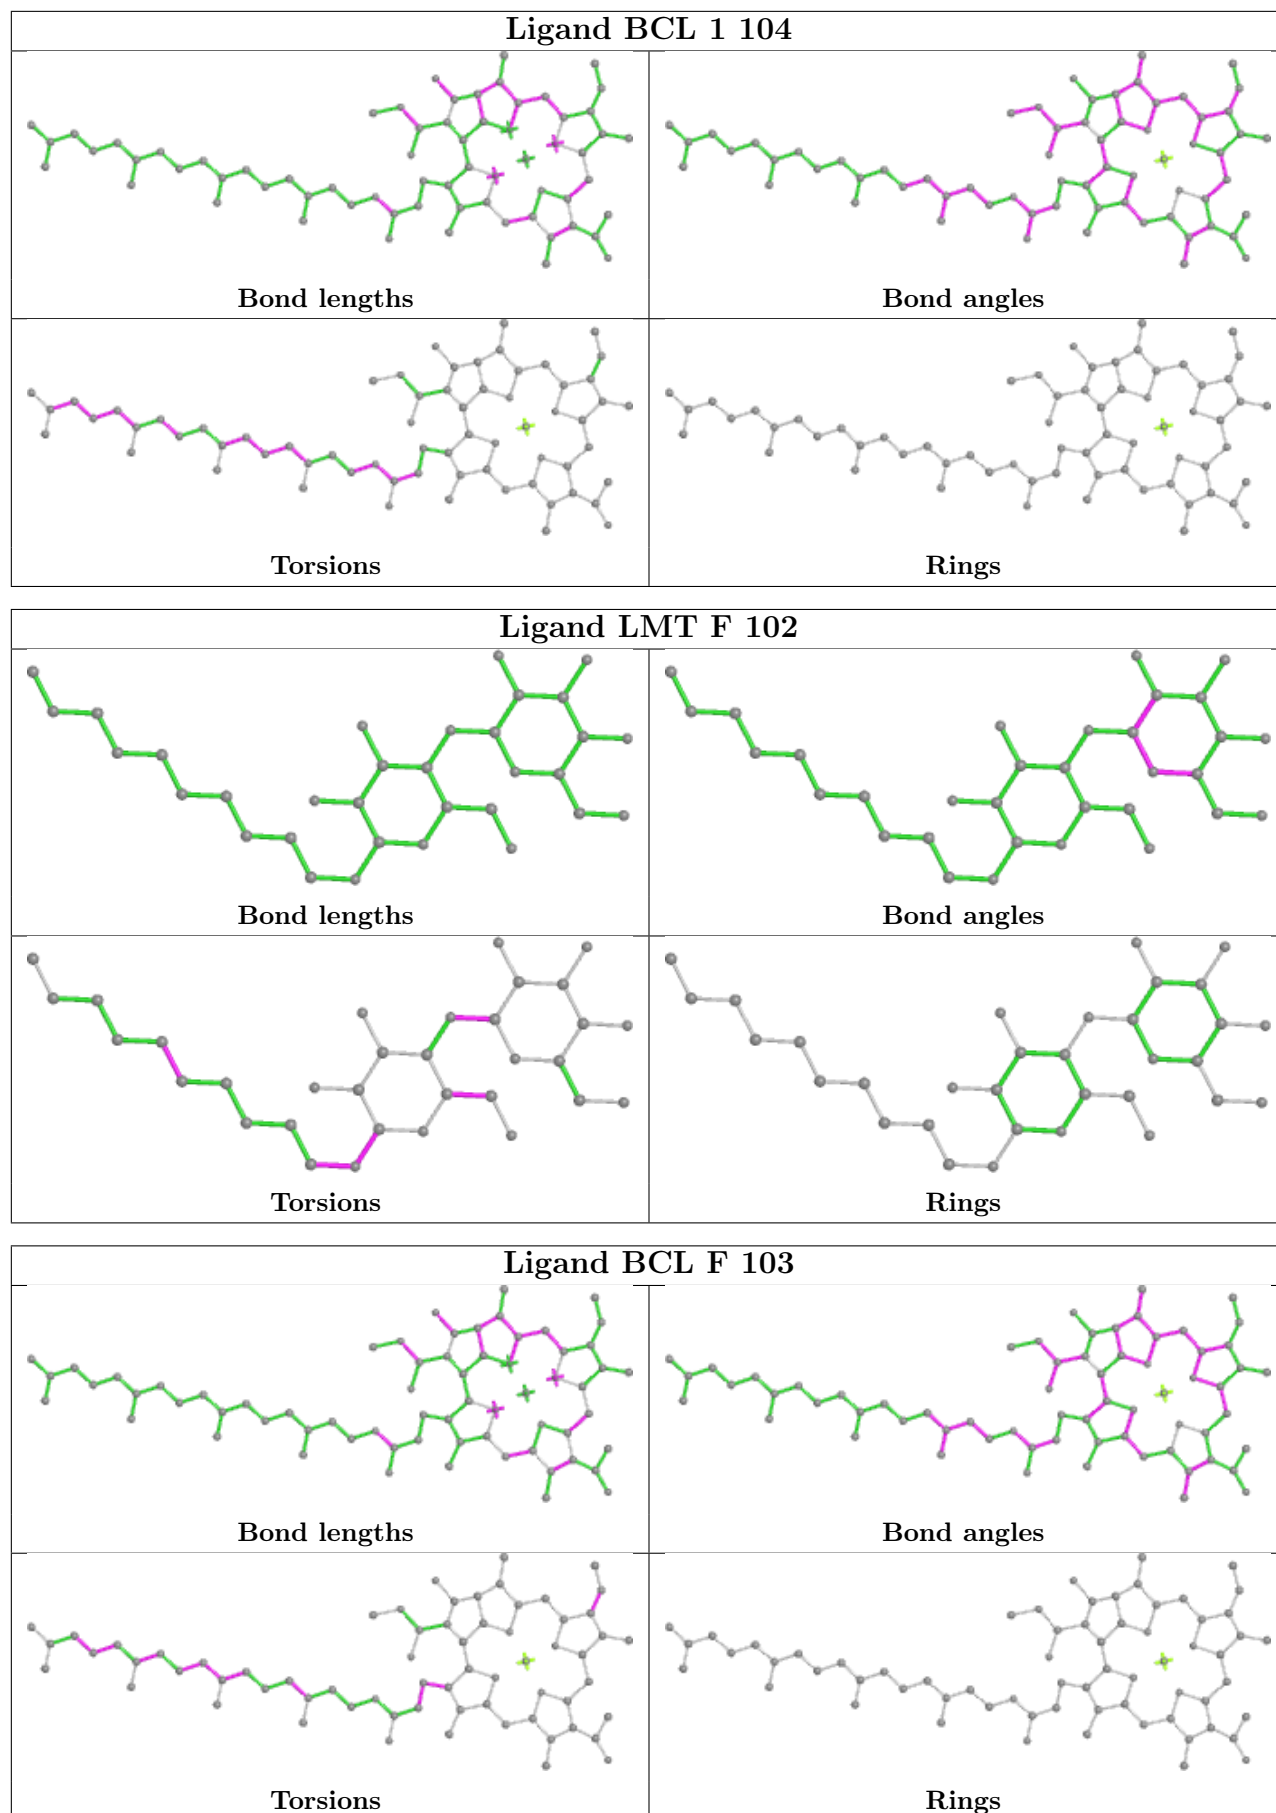 Ligand BCL 1 104
Bond lengths
Bond angles
Torsions
Rings
Ligand LMT F 102
Bond lengths
Bond angles
Torsions
Rings
Ligand BCL F 103
Bond lengths
Bond angles
Torsions
Rings